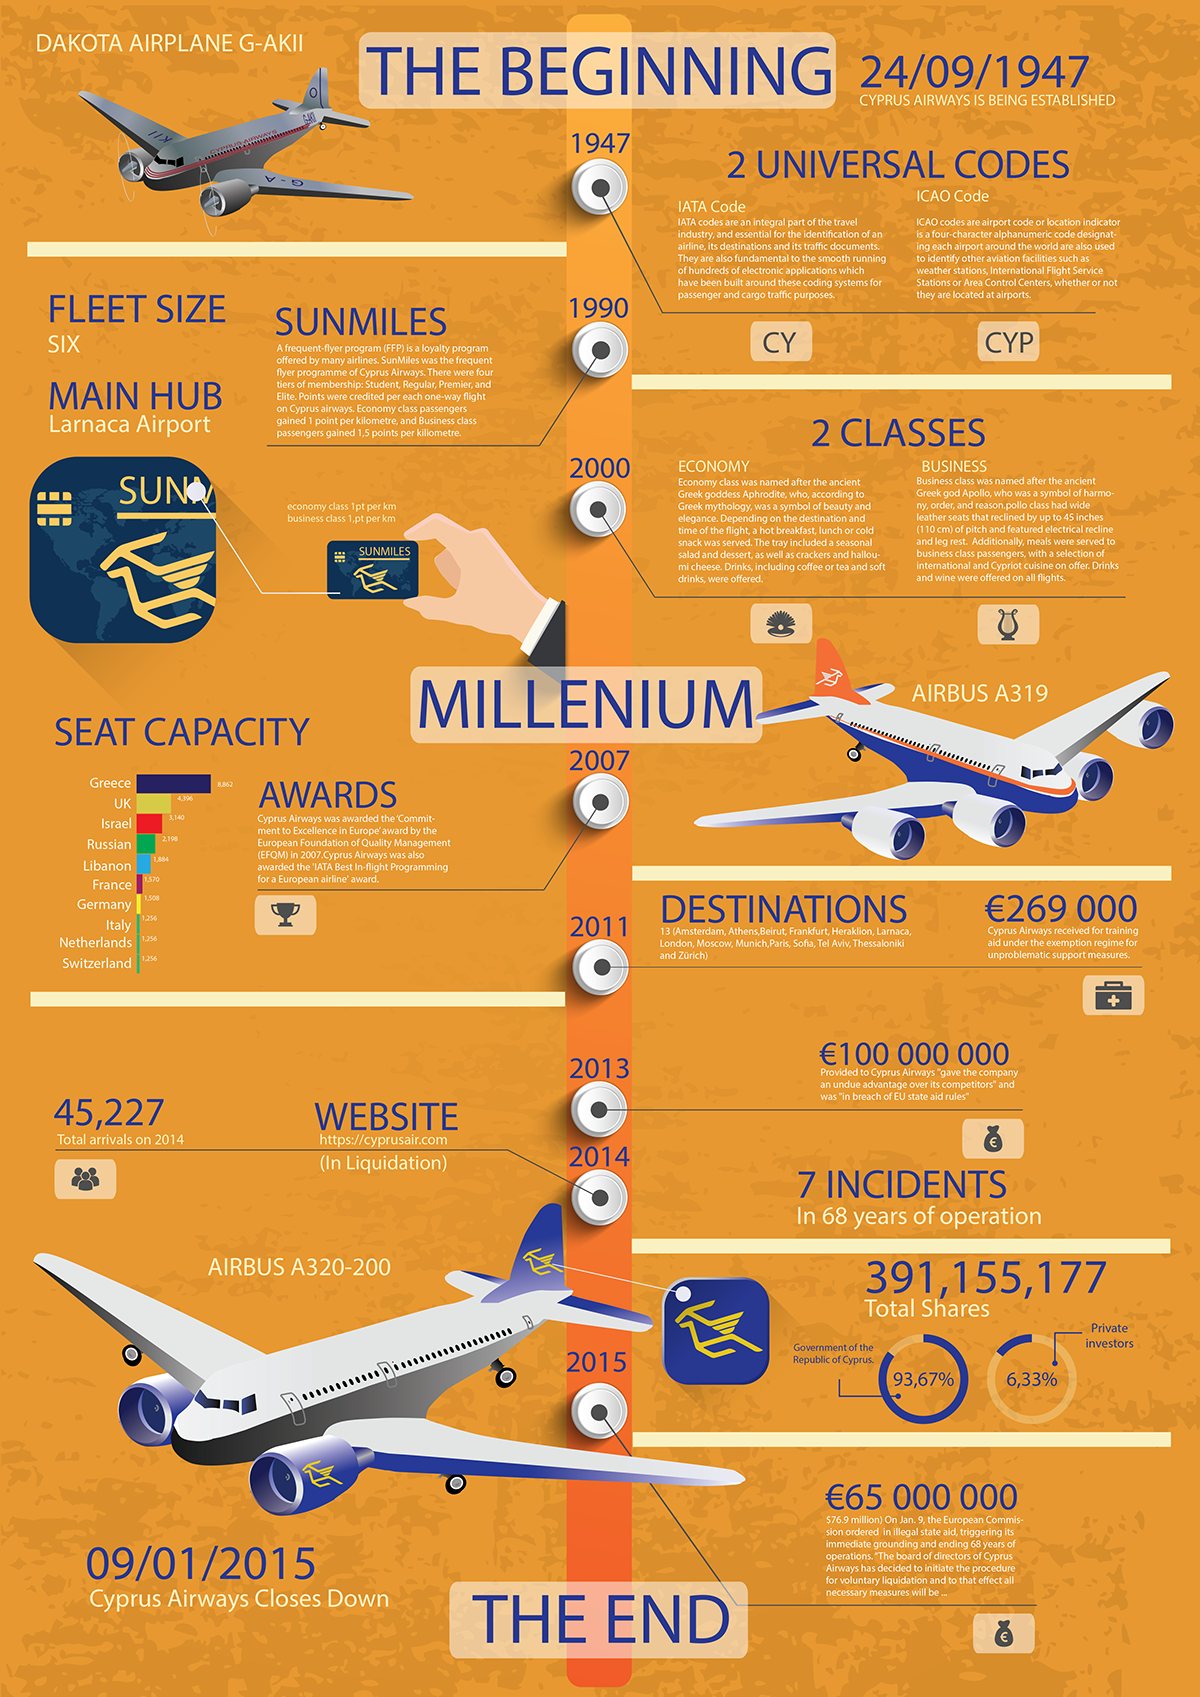 DAKOTA AIRPLANE G-AKII
THE BEGINNING
24/09/1947
CYPRUS AIRWAYS IS BEING ESTABLISHED
CYPRUS AIRWAYS
KII
G-A
O
G-AKII
1947
2 UNIVERSAL CODES
IATA Code
IATA codes are an integral part of the travel
industry, and essential for the identification of an
airline, its destinations and its traffic documents.
They are also fundamental to the smooth running
of hundreds of electronic applications which
have been built around these coding systems for
passenger and cargo traffic purposes.
CY
ICAO Code
ICAO codes are airport code or location indicator
is a four-character alphanumeric code designat-
ing each airport around the world are also used
to identify other aviation facilities such as
weather stations, International Flight Service
Stations or Area Control Centers, whether or not
they are located at airports.
CYP
FLEET SIZE
SIX
MAIN HUB
Larnaca Airport
1990
SUNMILES
A frequent-flyer program (FFP) is a loyalty program
offered by many airlines. SunMiles was the frequent
flyer programme of Cyprus Airways. There were four
tiers of membership: Student, Regular, Premier, and
Elite. Points were credited per each one-way flight
on Cyprus airways. Economy class passengers
gained 1 point per kilometre, and Business class
passengers gained 1,5 points per kiliometre.
SUNM
economy class 1pt per km
business class 1,pt per km
SUNMILES
2000
2 CLASSES
ECONOMY
Economy class was named after the ancient
Greek goddess Aphrodite, who, according to
Greek mythology, was a symbol of beauty and
elegance. Depending on the destination and
time of the flight, a hot breakfast, lunch or cold
snack was served. The tray included a seasonal
salad and dessert, as well as crackers and hallou-
mi cheese. Drinks, including coffee or tea and soft
drinks, were offered.
BUSINESS
Business class was named after the ancient
Greek god Apollo, who was a symbol of harmo-
ny, order, and reason.pollo class had wide
leather seats that reclined by up to 45 inches
(110 cm) of pitch and featured electrical recline
and leg rest. Additionally, meals were served to
business class passengers, with a selection of
international and Cypriot cuisine on offer. Drinks
and wine were offered on all flights.
MILLENIUM
AIRBUS A319
SEAT CAPACITY
Greece 8,862
UK 4,396
Israel 3,140
Russian 2,198
Libanon 1,884
France 1,570
Germany 1,508
Italy 1,256
Netherlands 1,256
Switzerland 1,256
2007
AWARDS
Cyprus Airways was awarded the 'Commit-
ment to Excellence in Europe' award by the
European Foundation of Quality Management
(EFQM) in 2007.Cyprus Airways was also
awarded the 'IATA Best In-flight Programming
for a European airline' award.
2011
DESTINATIONS
13 (Amsterdam, Athens,Beirut, Frankfurt, Heraklion, Larnaca,
London, Moscow, Munich,Paris, Sofia, Tel Aviv, Thessaloniki
and Zürich)
€269 000
Cyprus Airways received for training
aid under the exemption regime for
unproblematic support measures.
2013
€100 000 000
Provided to Cyprus Airways "gave the company
an undue advantage over its competitors" and
was "in breach of EU state aid rules"
45,227
Total arrivals on 2014
WEBSITE
https://cyprusair.com
(In Liquidation)
2014
7 INCIDENTS
In 68 years of operation
AIRBUS A320-200
391,155,177
Total Shares
Government of the
Republic of Cyprus.
93,67%
6,33%
Private
investors
2015
€65 000 000
$76.9 million) On Jan. 9, the European Commis-
sion ordered in illegal state aid, triggering its
immediate grounding and ending 68 years of
operations. "The board of directors of Cyprus
Airways has decided to initiate the procedure
for voluntary liquidation and to that effect all
necessary measures will be ...
09/01/2015
Cyprus Airways Closes Down
THE END